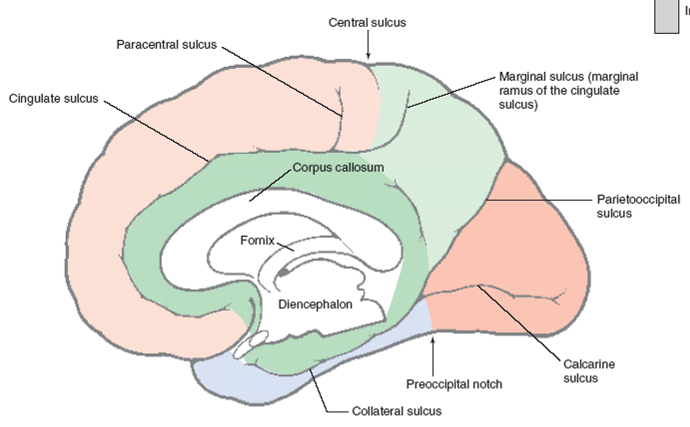 Central sulcus
Paracentral sulcus
Cingulate sulcus
Marginal sulcus (marginal
ramus of the cingulate
sulcus)
Corpus callosum
Parietooccipital
sulcus
Fornix
Diencephalon
Calcarine
sulcus
Preoccipital notch
Collateral sulcus